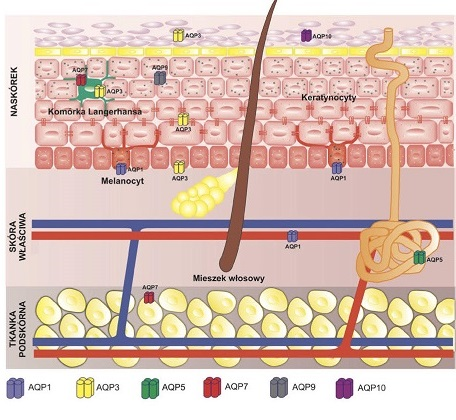 AQP3
AQP10
AQP7
AQP9
AQP3
Komórka Langerhansa
Keratynocyty
AQP3
NASKÓREK
AQP1
AQP3
AQP1
Melanocyt
SKÓRA
WŁAŚCIWA
AQP1
AQP5
Mieszek włosowy
AQP7
TKANKA
PODSKÓRNA
AQP1
AQP3
AQP5
AQP7
AQP9
AQP10